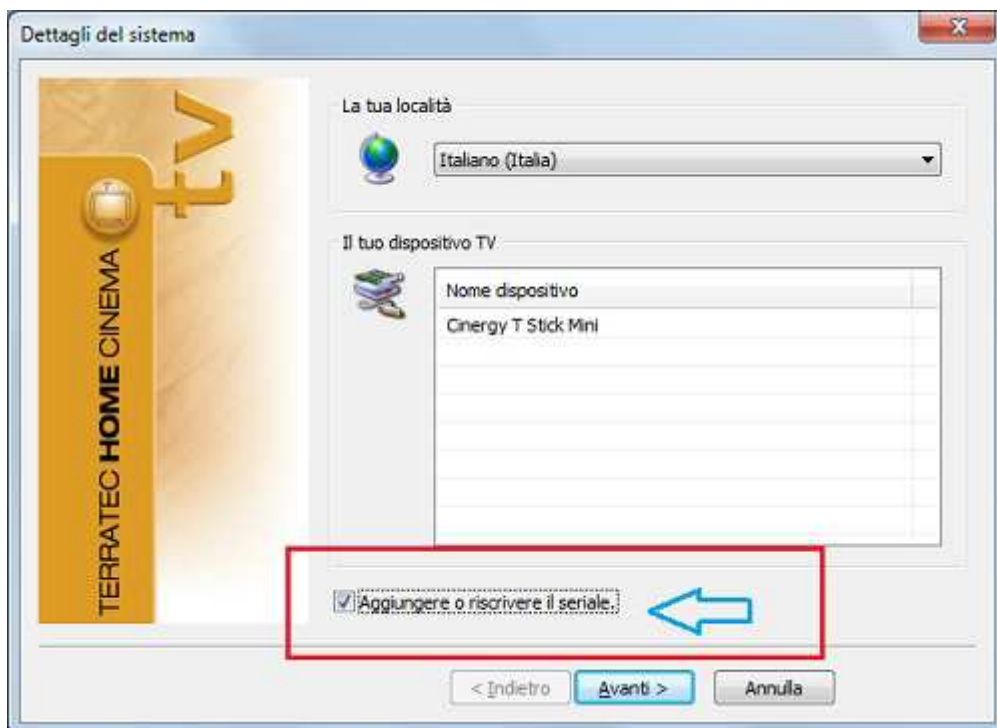 Dettagli del sistema
tv
TERRATEC HOME CINEMA
La tua località
Italiano (Italia)
Il tuo dispositivo TV
Nome dispositivo
Cinergy T Stick Mini
Aggiungere o riscrivere il seriale.
< Indietro
Avanti >
Annulla